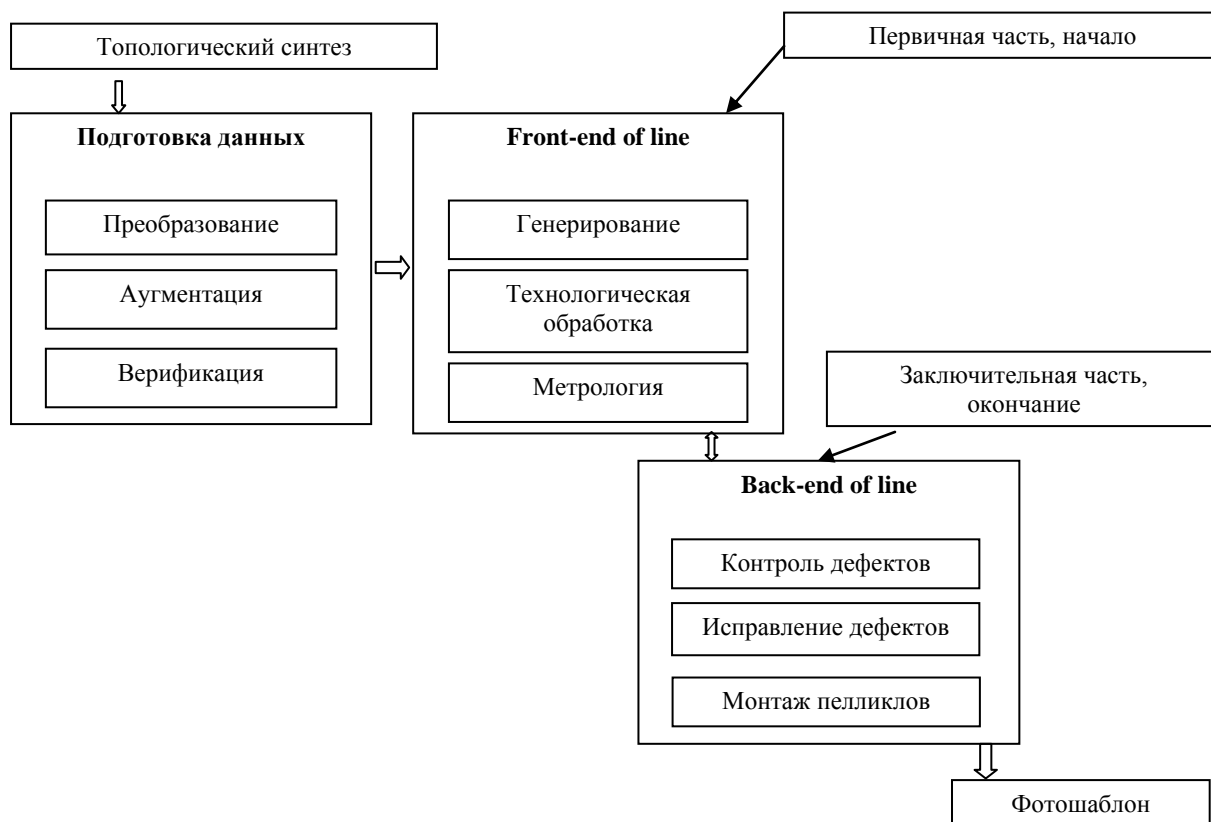 Топологический синтез
Первичная часть, начало
Подготовка данных
Преобразование
Аугментация
Верификация
Front-end of line
Генерирование
Технологическая
обработка
Метрология
Заключительная часть,
окончание
Back-end of line
Контроль дефектов
Исправление дефектов
Монтаж пелликлов
Фотошаблон